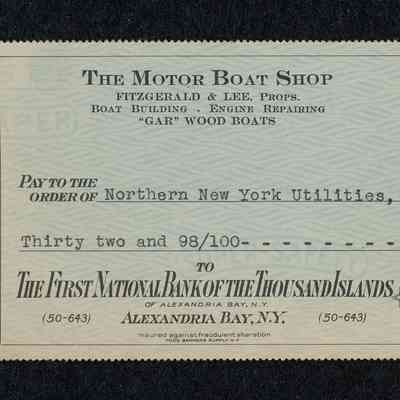 THE MOTOR BOAT SHOP
FITZGERALD & LEE, PROPS.
BOAT BUILDING - ENGINE REPAIRING
"GAR" WOOD BOATS
PAY TO THE
ORDER OF Northern New York Utilities,
Thirty two and 98/100- - - - - - - - - -
TO
THE FIRST NATIONAL BANK OF THE THOUSAND ISLANDS,
OF ALEXANDRIA BAY, N.Y.
(50-643) ALEXANDRIA BAY, N.Y. (50-643)
insured against fraudulent alteration